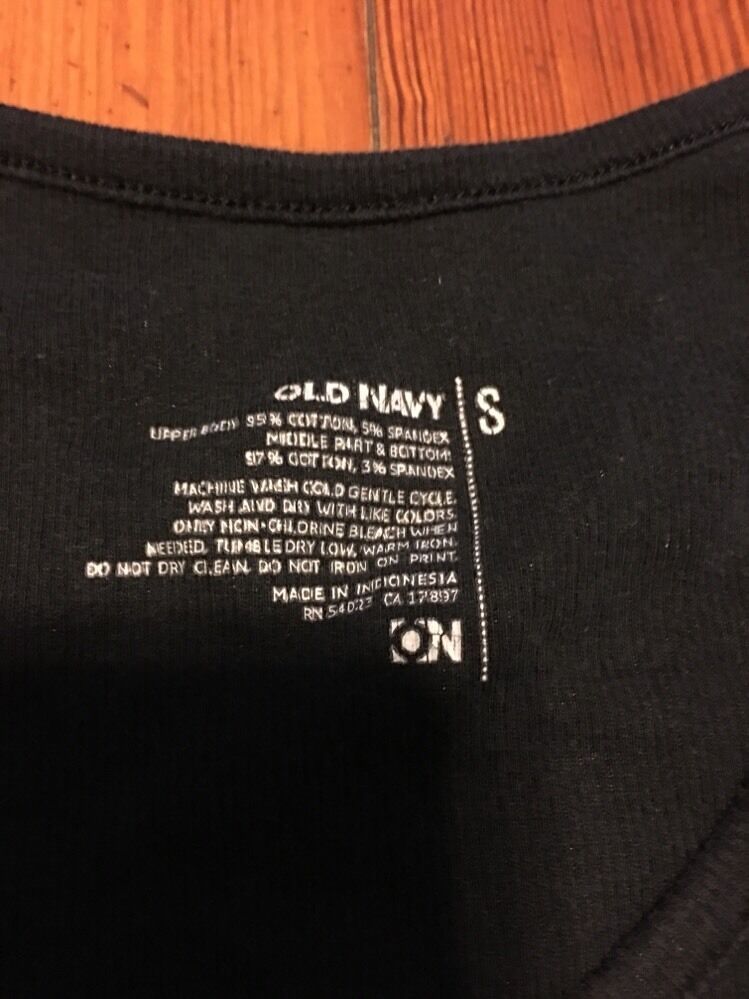 OLD NAVY
S
UPPER BODY 95% COTTON, 5% SPANDEX
MIDDLE PART & BOTTOM
97% COTTON, 3% SPANDEX
MACHINE WASH COLD GENTLE CYCLE.
WASH AND DRY WITH LIKE COLORS.
ONLY NON-CHLORINE BLEACH WHEN
NEEDED. TUMBLE DRY LOW. WARM IRON.
DO NOT DRY CLEAN. DO NOT IRON ON PRINT.
MADE IN INDONESIA
RN 54023 CA 17897
ON